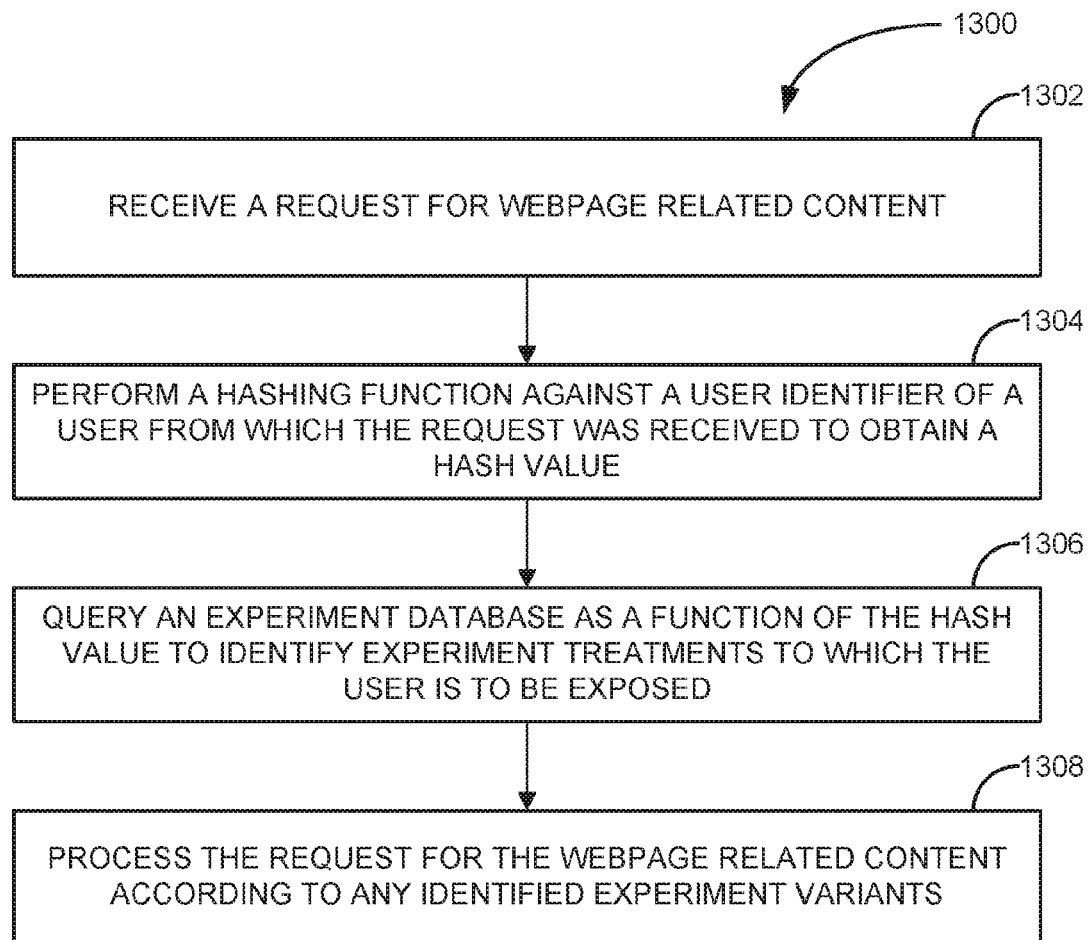 1300
1302
RECEIVE A REQUEST FOR WEBPAGE RELATED CONTENT
1304
PERFORM A HASHING FUNCTION AGAINST A USER IDENTIFIER OF A
USER FROM WHICH THE REQUEST WAS RECEIVED TO OBTAIN A
HASH VALUE
1306
QUERY AN EXPERIMENT DATABASE AS A FUNCTION OF THE HASH
VALUE TO IDENTIFY EXPERIMENT TREATMENTS TO WHICH THE
USER IS TO BE EXPOSED
1308
PROCESS THE REQUEST FOR THE WEBPAGE RELATED CONTENT
ACCORDING TO ANY IDENTIFIED EXPERIMENT VARIANTS